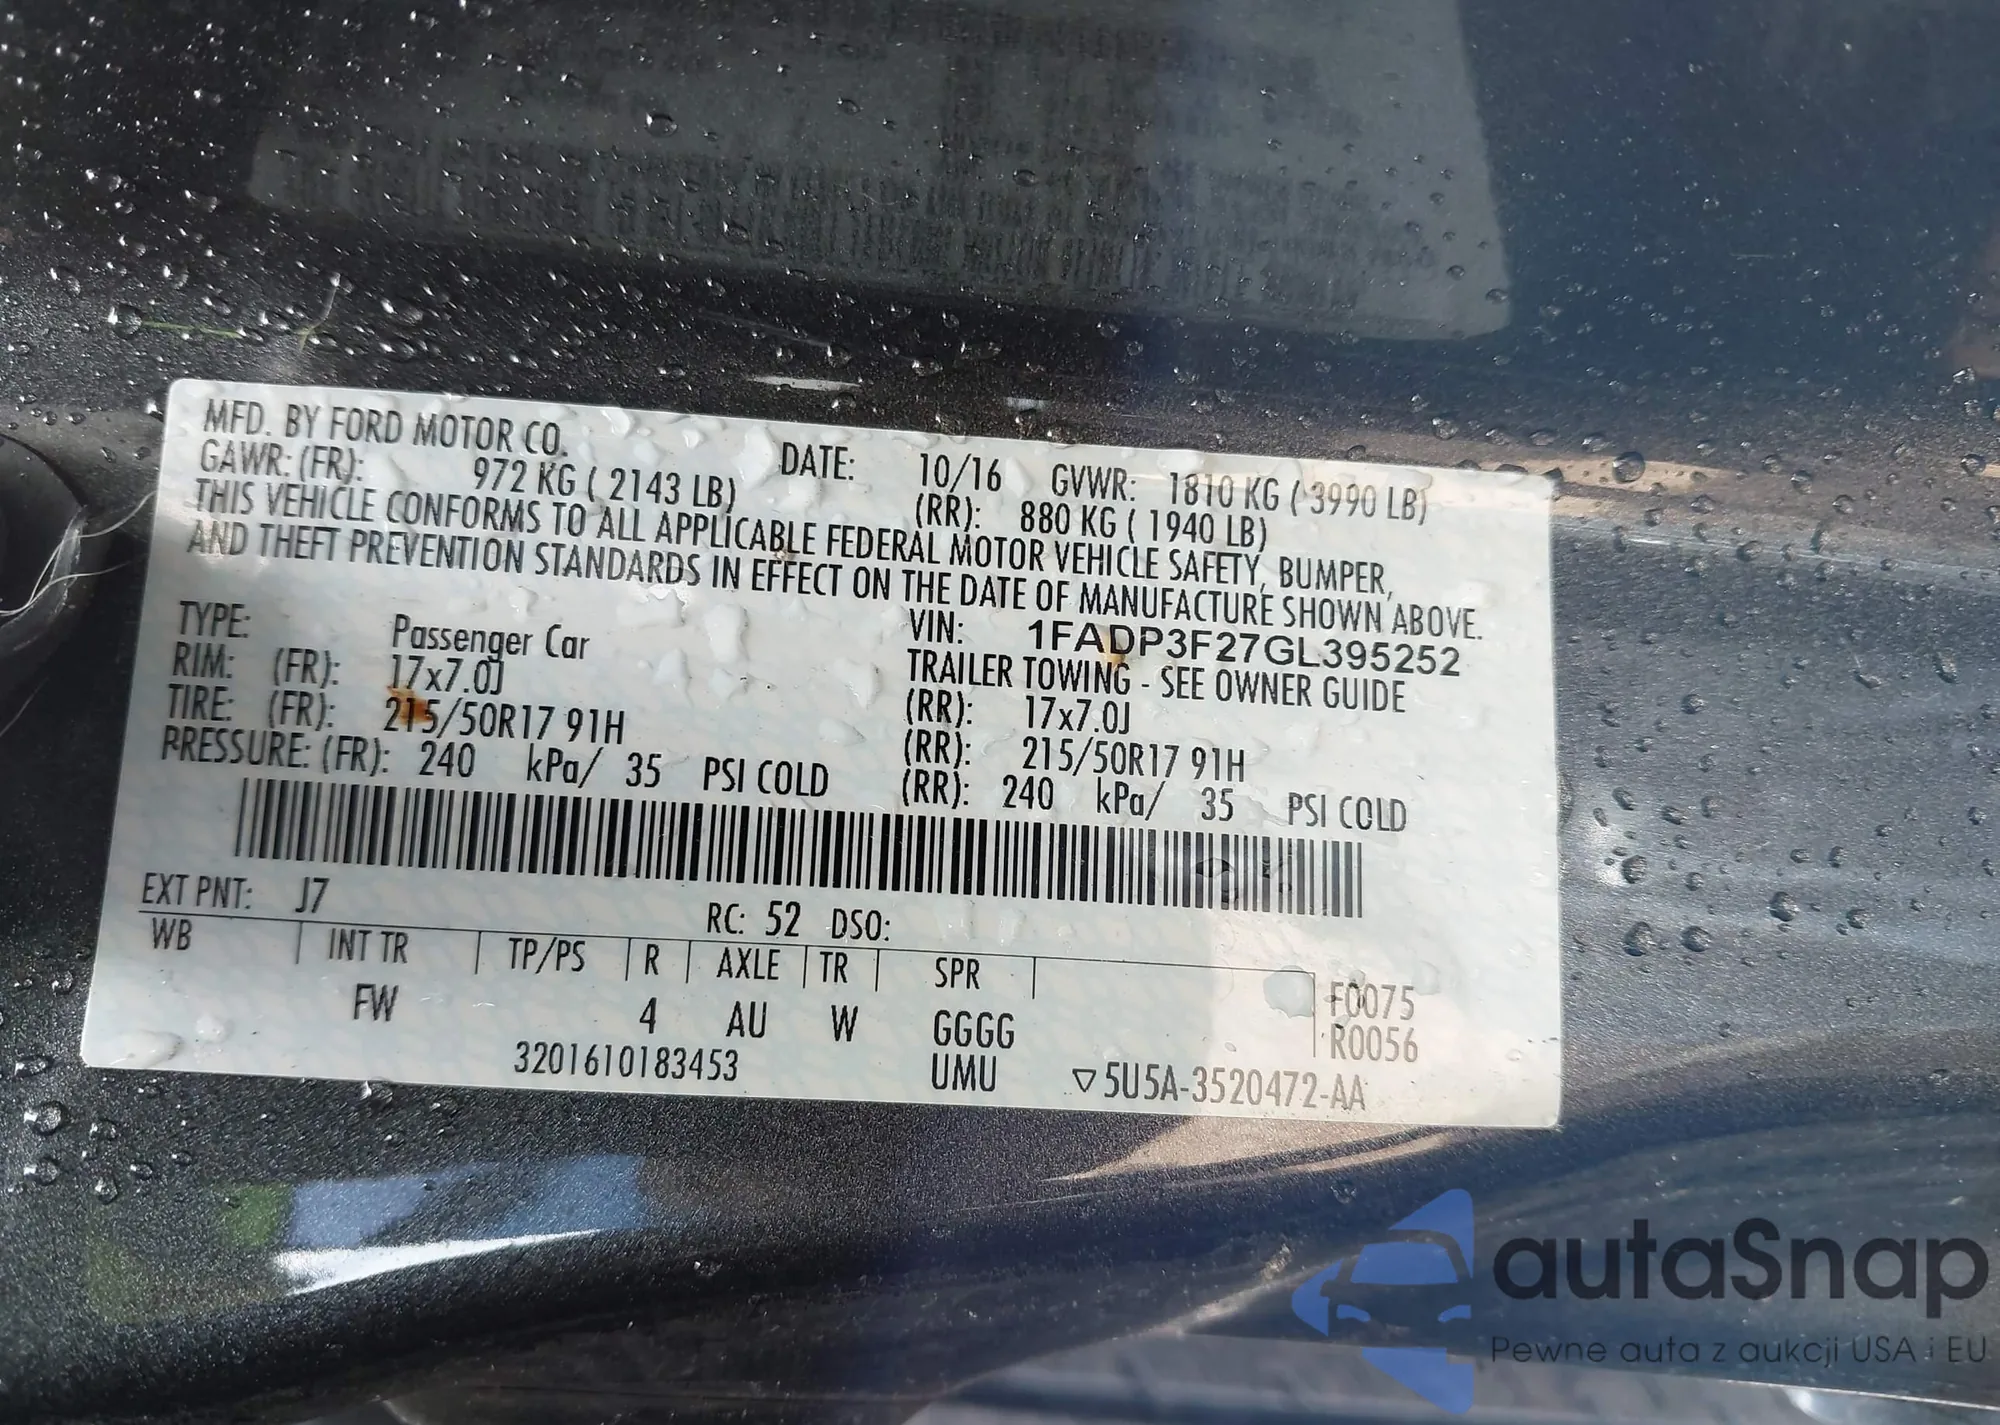 MFD. BY FORD MOTOR CO. DATE: 10/16 GVWR: 1810 KG ( 3990 LB)
GAWR: (FR): 972 KG ( 2143 LB) (RR): 880 KG ( 1940 LB)
THIS VEHICLE CONFORMS TO ALL APPLICABLE FEDERAL MOTOR VEHICLE SAFETY, BUMPER,
AND THEFT PREVENTION STANDARDS IN EFFECT ON THE DATE OF MANUFACTURE SHOWN ABOVE.
VIN: 1FADP3F27GL395252
TYPE: Passenger Car TRAILER TOWING - SEE OWNER GUIDE
RIM: (FR): 17x7.0J (RR): 17x7.0J
TIRE: (FR): 215/50R17 91H (RR): 215/50R17 91H
PRESSURE: (FR): 240 kPa/ 35 PSI COLD (RR): 240 kPa/ 35 PSI COLD
EXT PNT: J7 RC: 52 DSO:
WB INT TR TP/PS R AXLE TR SPR
FW 4 AU W GGGG F0075
R0056
3201610183453 UMU ▽5U5A-3520472-AA
autaSnap
Pewne auta z aukcji USA i EU